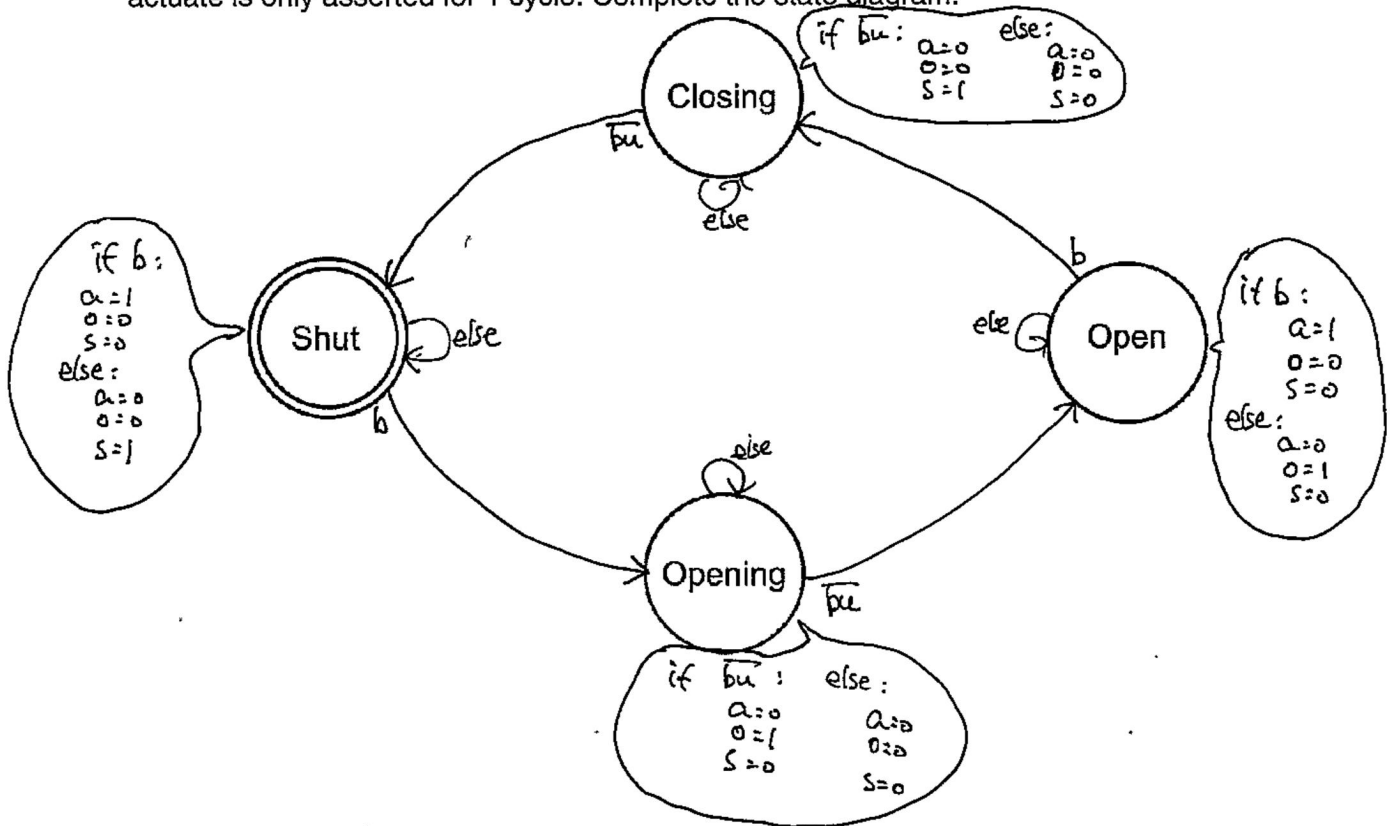 actuate is only asserted for 1 cycle. Complete the state diagram.
if b̅u̅: else:
a=0 a=0
o=0 o=0
s=1 s=0
Closing
b̅u̅
else
b
if b:
a=1
o=0
s=0
else:
a=0
o=0
s=1
Shut
else
b
else
Open
if b:
a=1
o=0
s=0
else:
a=0
o=1
s=0
else
Opening
b̅u̅
if b̅u̅: else:
a=0 a=0
o=1 o=0
s=0 s=0